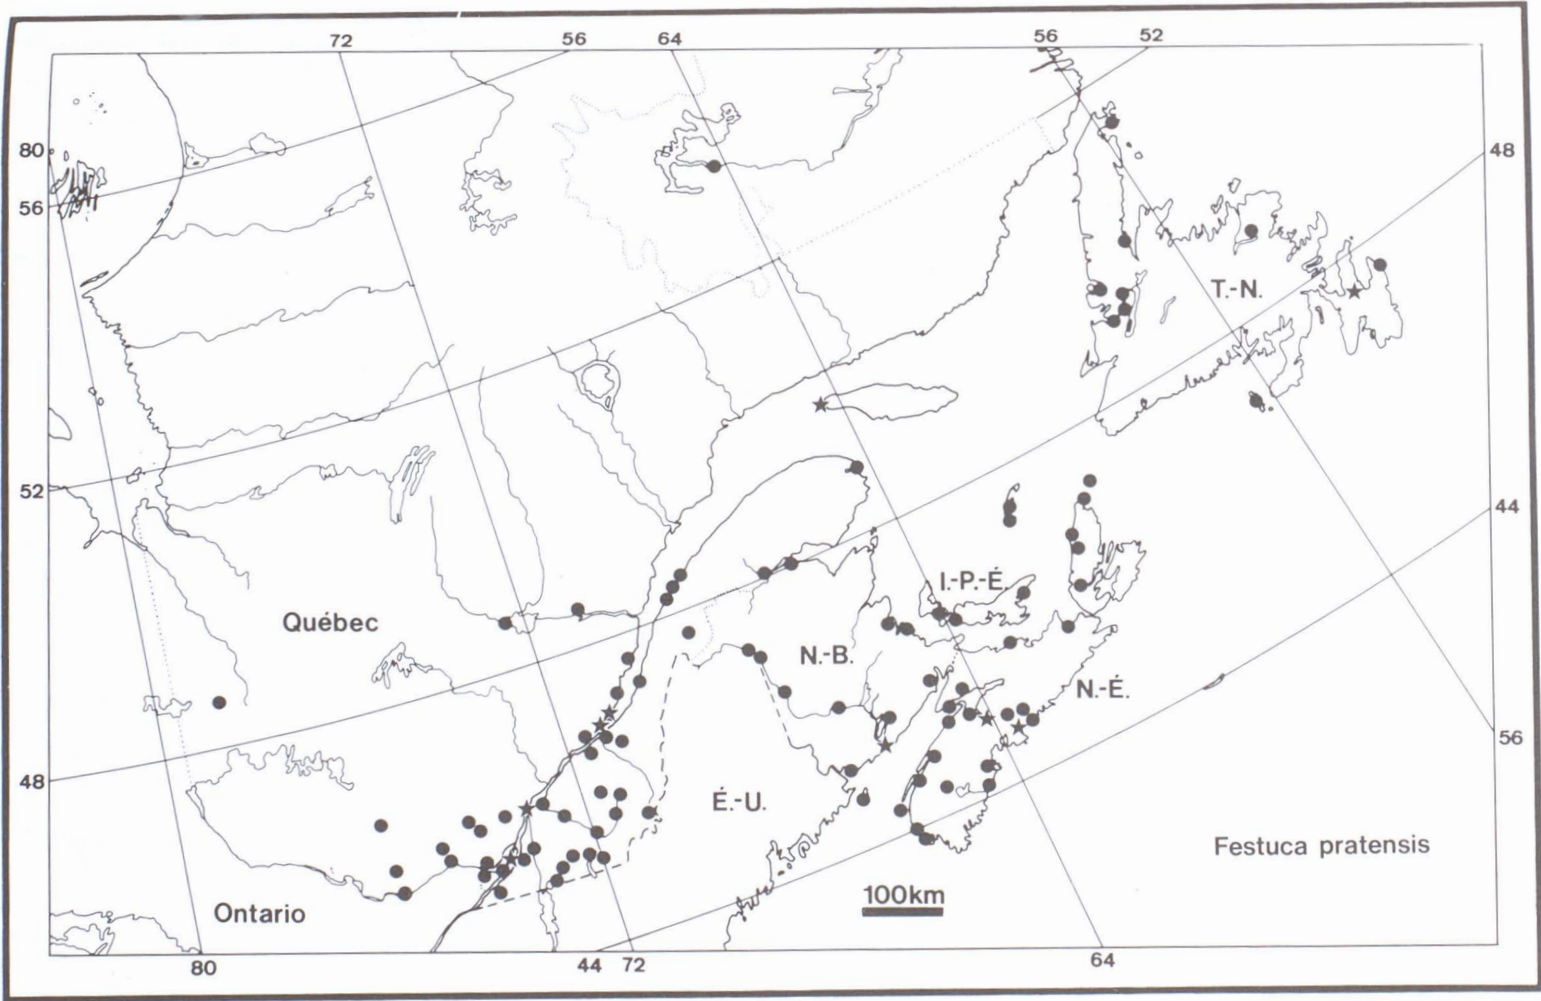 72
56
64
56
52
80
48
56
T.-N.
52
44
I.-P.-É.
Québec
N.-B.
N.-É.
56
48
É.-U.
Festuca pratensis
100km
Ontario
80
44
72
64